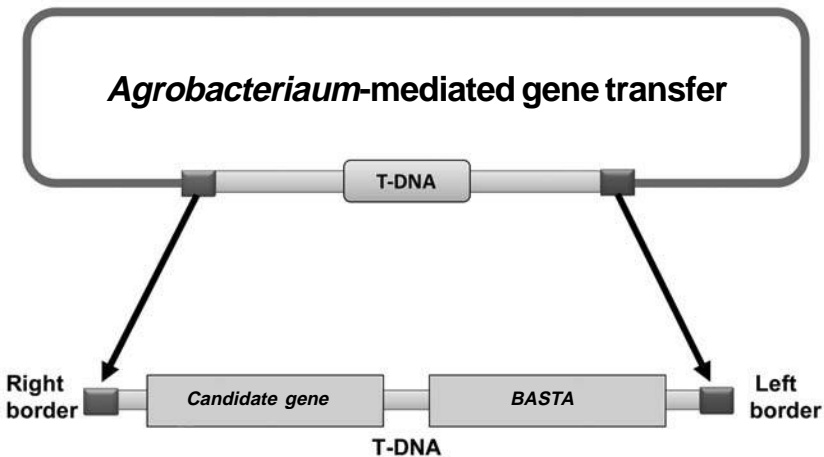 Agrobacteriaum-mediated gene transfer
T-DNA
Right
border
Candidate gene
BASTA
Left
border
T-DNA